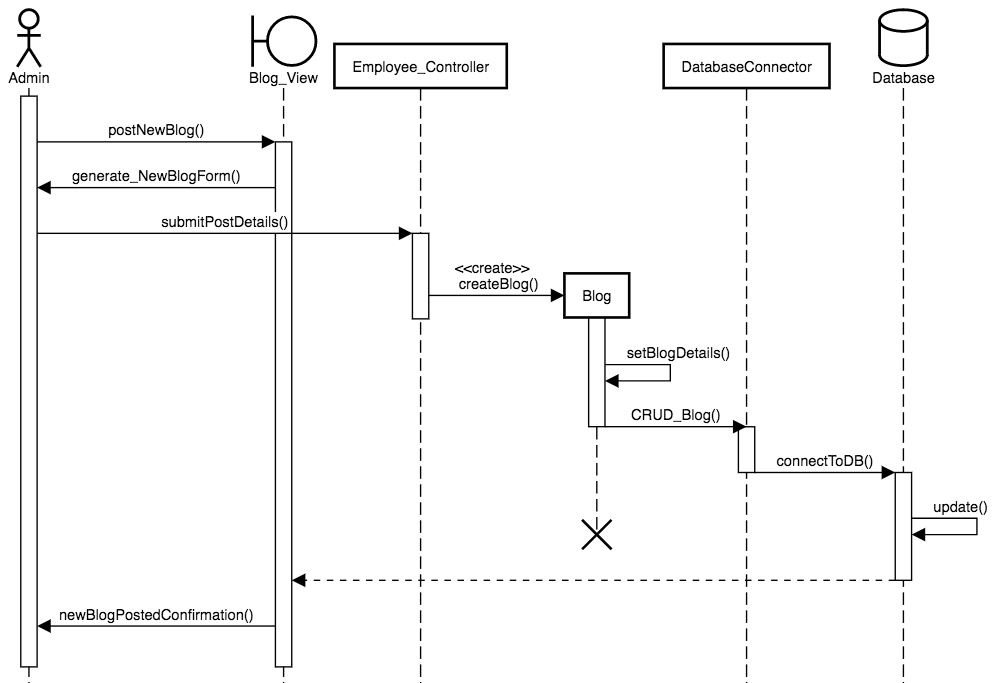 Admin
Blog_View
Employee_Controller
DatabaseConnector
Database
postNewBlog()
generate_NewBlogForm()
submitPostDetails()
<<create>>
createBlog()
Blog
setBlogDetails()
CRUD_Blog()
connectToDB()
update()
newBlogPostedConfirmation()